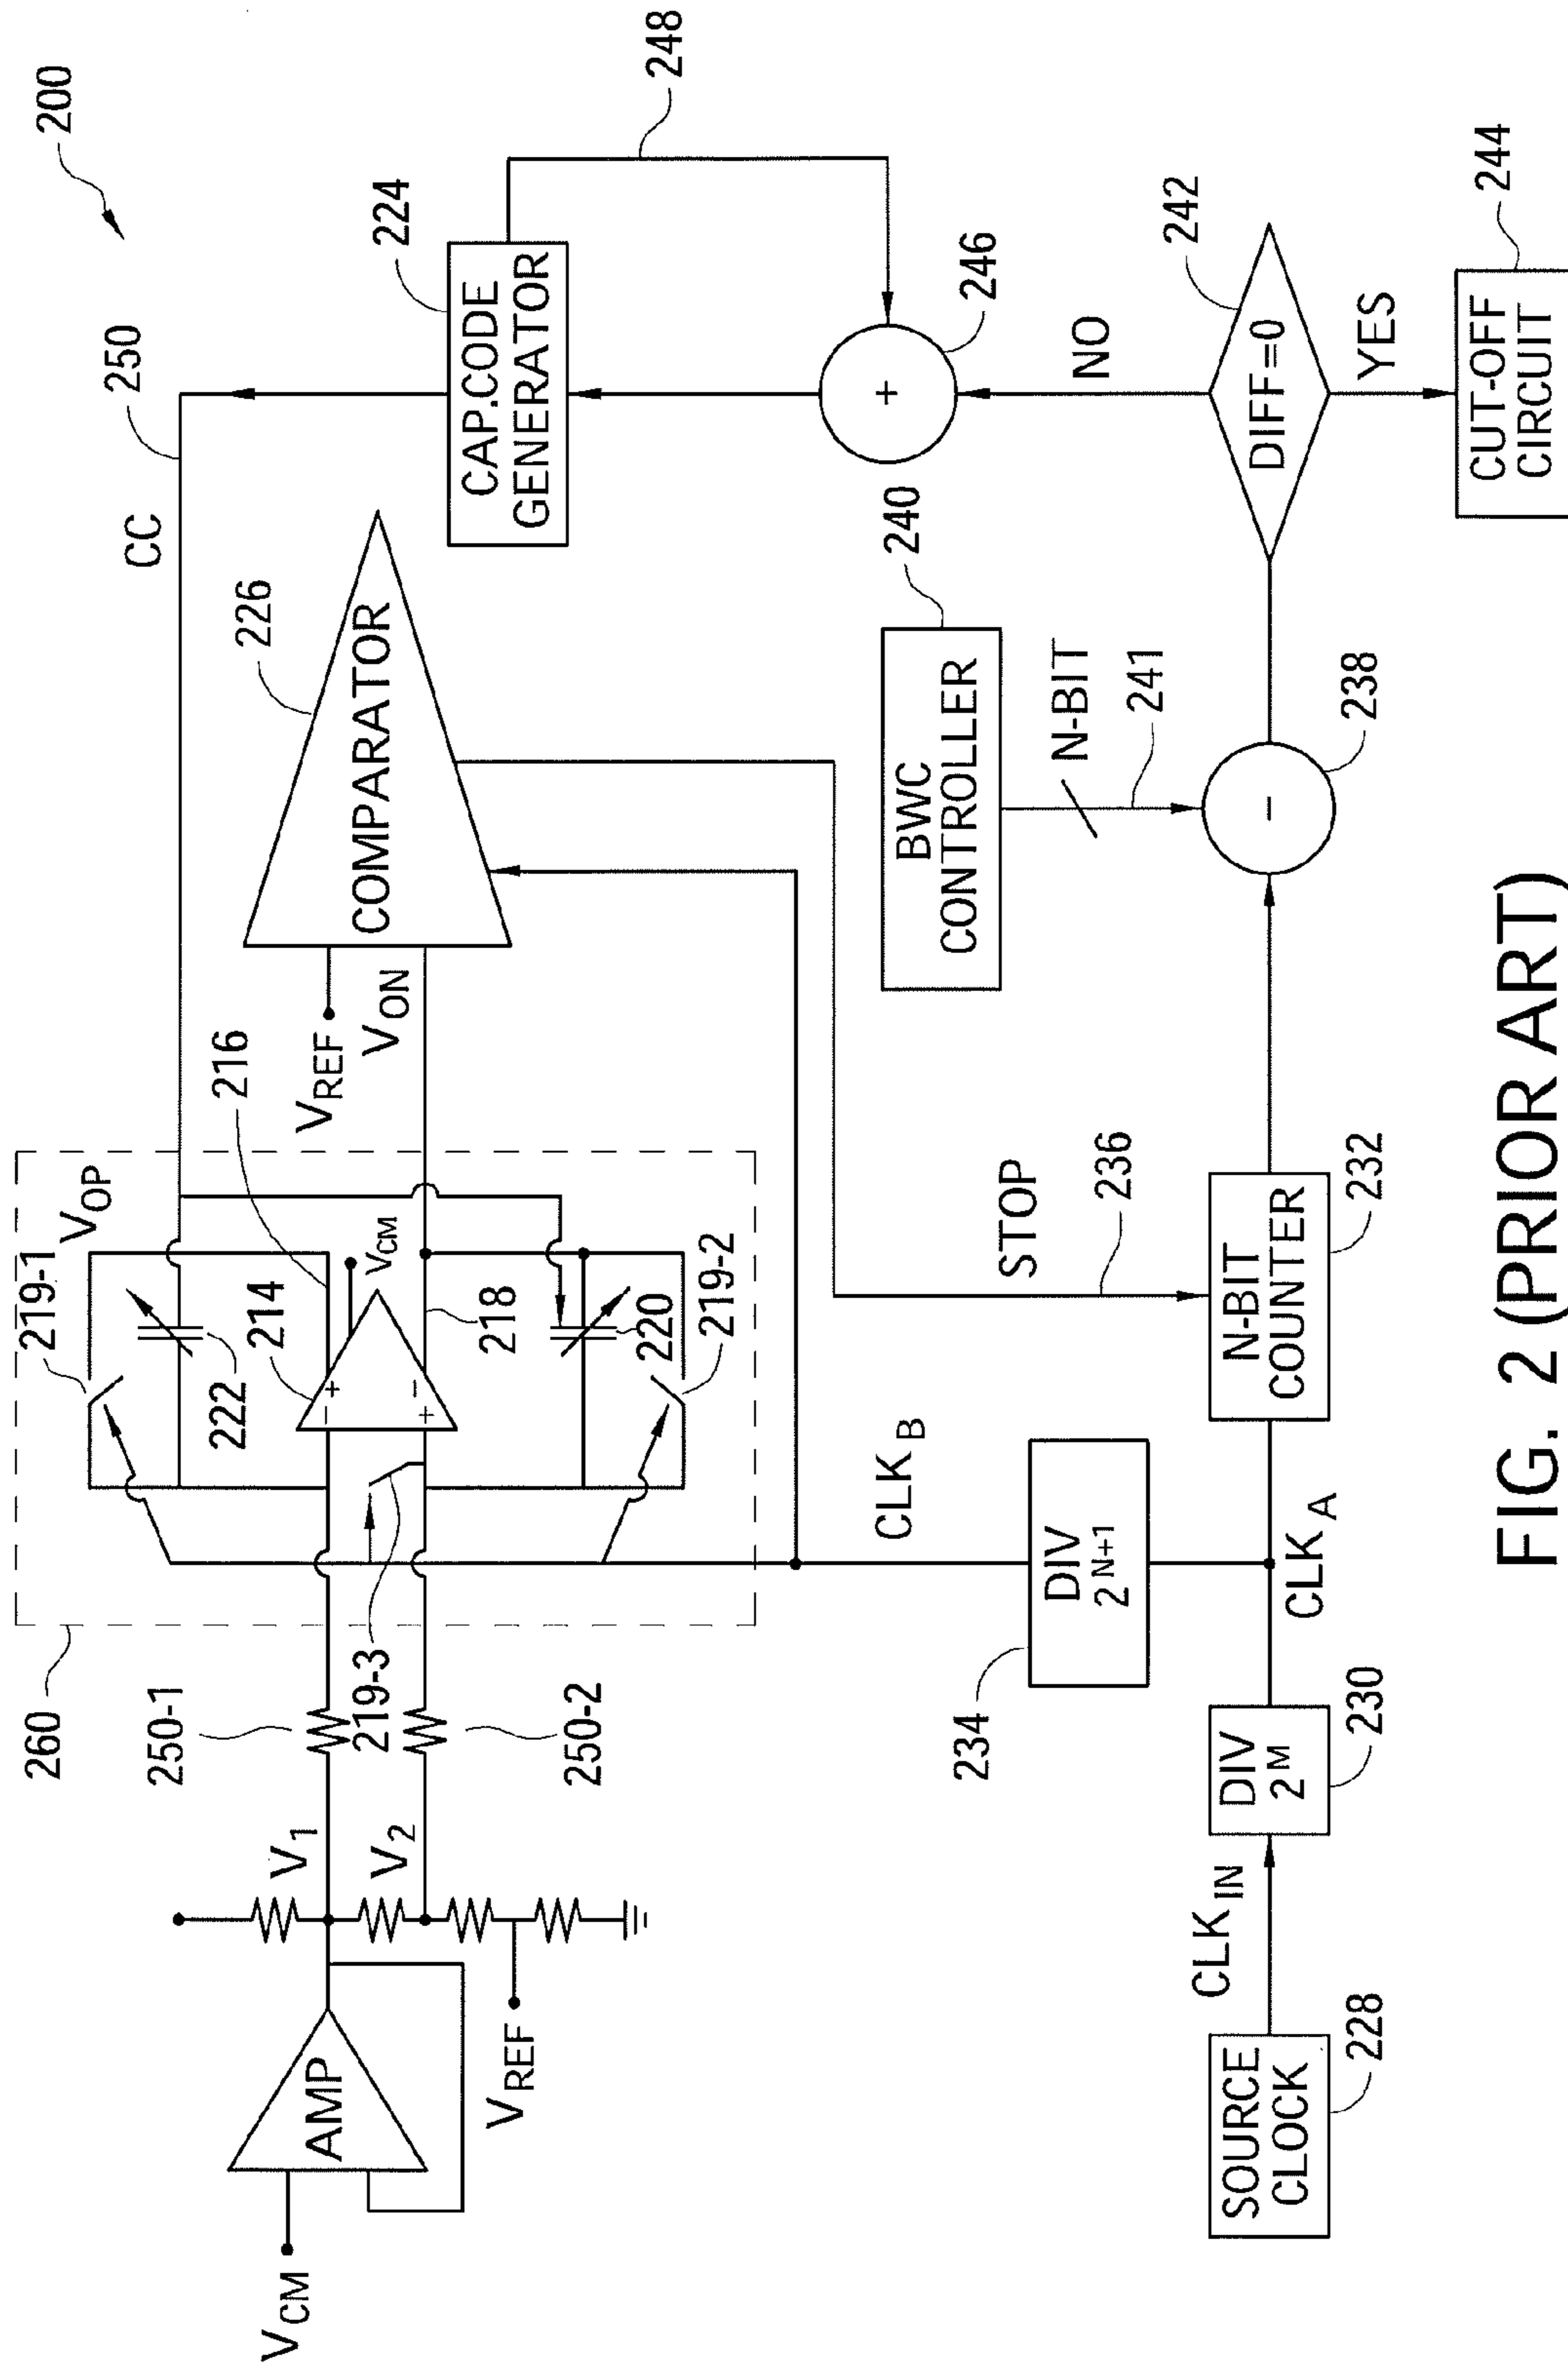 200
250
CC
248
224
CAP.CODE
GENERATOR
226
COMPARATOR
V_REF
V_ON
216
V_OP
219-1
222
214
+
−
−
+
V_CM
218
220
219-2
260
250-1
219-3
250-2
V_1
V_2
AMP
V_CM
V_REF
246
+
NO
242
DIFF=0
YES
244
CUT-OFF
CIRCUIT
240
BWC
CONTROLLER
N-BIT
241
238
−
STOP
236
N-BIT
COUNTER
232
CLK_B
DIV
2^N+1
234
CLK_A
DIV
2^M
230
CLK_IN
SOURCE
CLOCK
228
FIG. 2 (PRIOR ART)